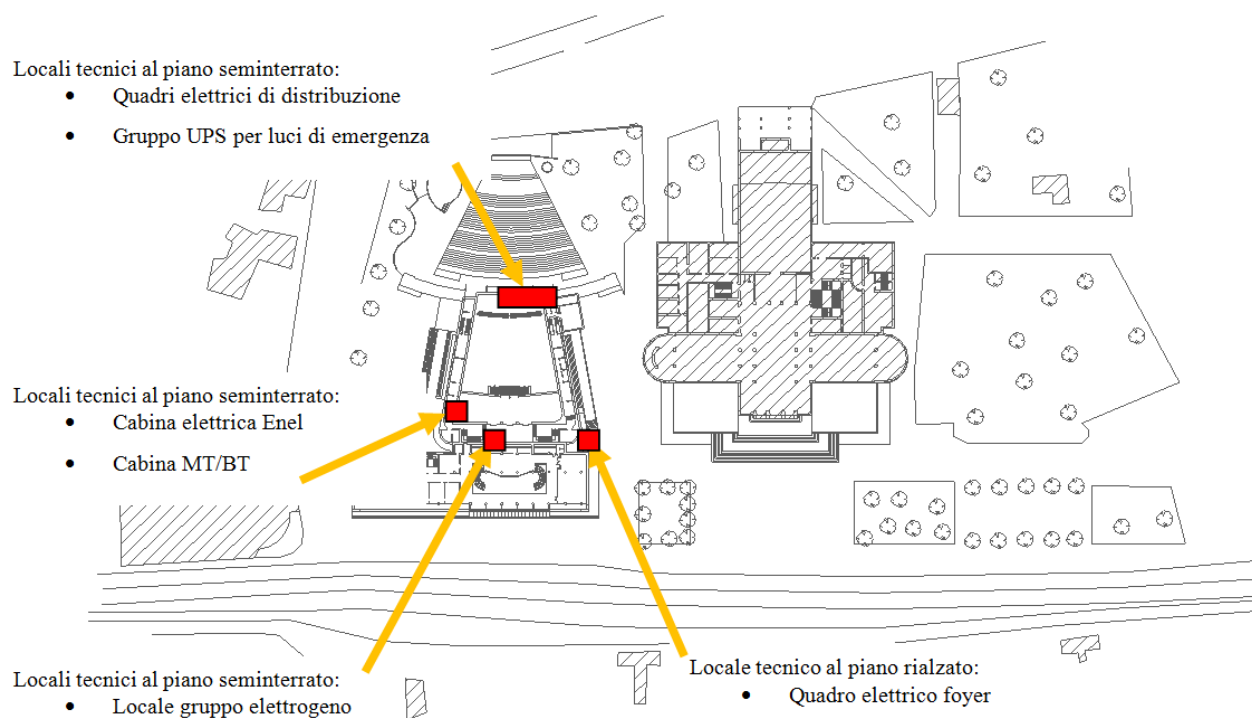 Locali tecnici al piano seminterrato:
• Quadri elettrici di distribuzione
• Gruppo UPS per luci di emergenza
Locali tecnici al piano seminterrato:
• Cabina elettrica Enel
• Cabina MT/BT
Locali tecnici al piano seminterrato:
• Locale gruppo elettrogeno
Locale tecnico al piano rialzato:
• Quadro elettrico foyer